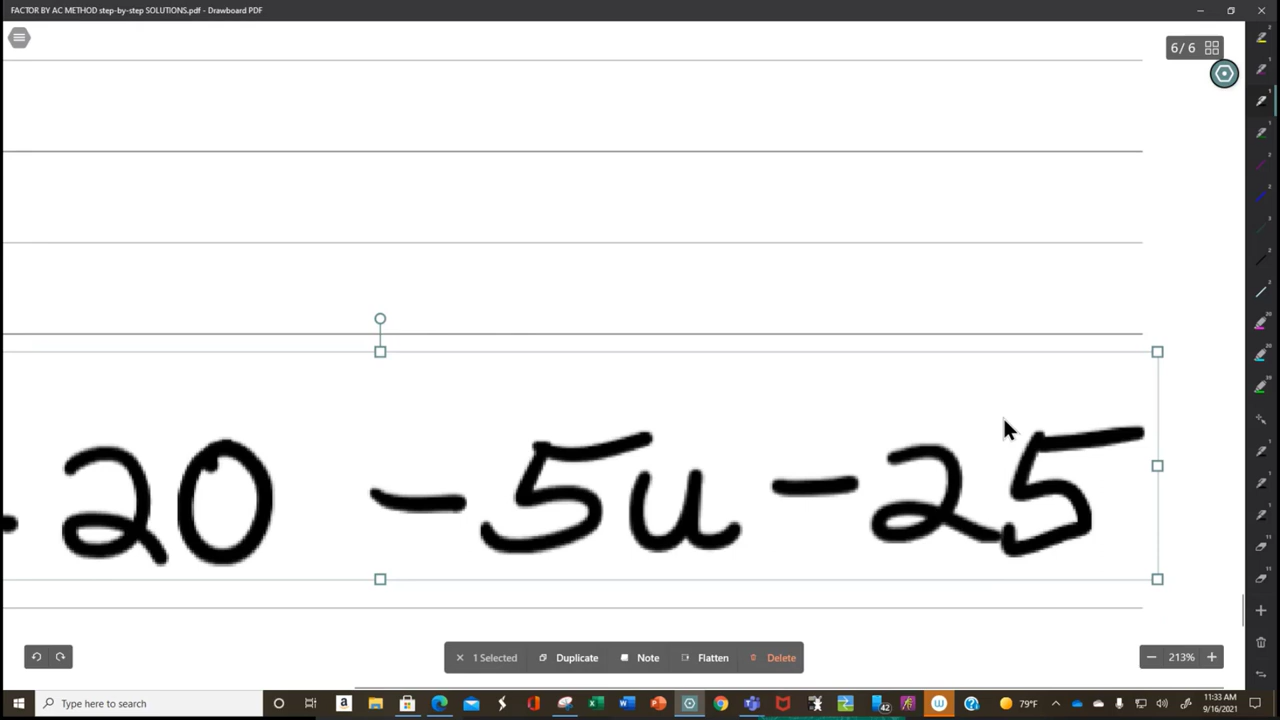 FACTOR BY AC METHOD step-by-step SOLUTIONS.pdf - Drawboard PDF
6/6
20 -5u-25
1 Selected Duplicate Note Flatten Delete
213%
Type here to search
79°F
11:33 AM
9/16/2021